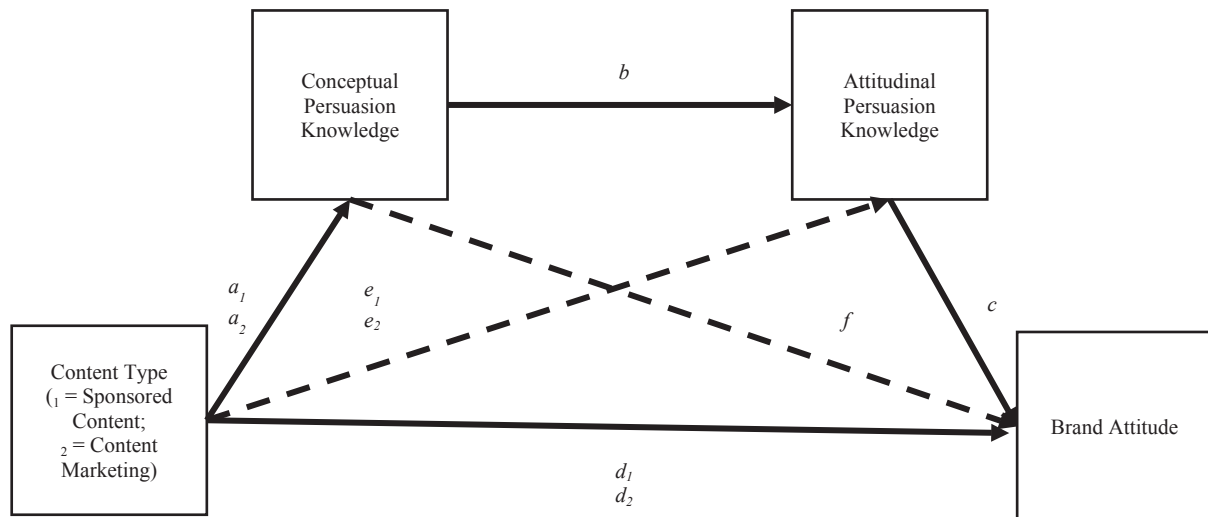 Conceptual
Persuasion
Knowledge
b
Attitudinal
Persuasion
Knowledge
a1
a2
e1
e2
f
c
Content Type
(1 = Sponsored
Content;
2 = Content
Marketing)
Brand Attitude
d1
d2